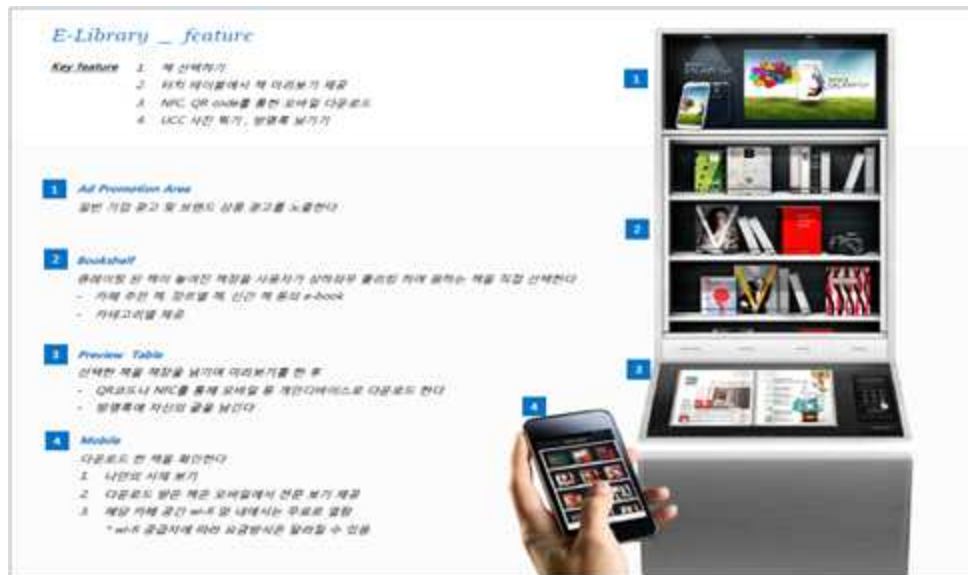 E-Library _ feature
Key feature 1. 책 선택하기
2. 터치 테이블에서 책 미리보기 제공
3. NFC, QR code를 통한 모바일 다운로드
4. UCC 사진 찍기, 방명록 남기기
1 Ad Promotion Area
일반 기업 광고 및 브랜드 상품 광고를 노출한다
2 Bookshelf
큐레이팅 된 책이 놓여진 책장을 사용자가 상하좌우 플리킹 하여 원하는 책을 직접 선택한다
- 카페 추천 책, 장르별 책, 신간 책 등의 e-book
- 카테고리별 제공
3 Preview Table
선택한 책을 책장을 넘기며 미리보기를 한 후
- QR코드나 NFC를 통해 모바일 등 개인디바이스로 다운로드 한다
- 방명록에 자신의 글을 남긴다
4 Mobile
다운로드 한 책을 확인한다
1. 나만의 서재 보기
2. 다운로드 받은 책은 모바일에서 전문 보기 제공
3. 해당 카페 공간 wi-fi 망 내에서는 무료로 열람
* wi-fi 공급자에 따라 요금방식은 달라질 수 있음
1
2
3
4